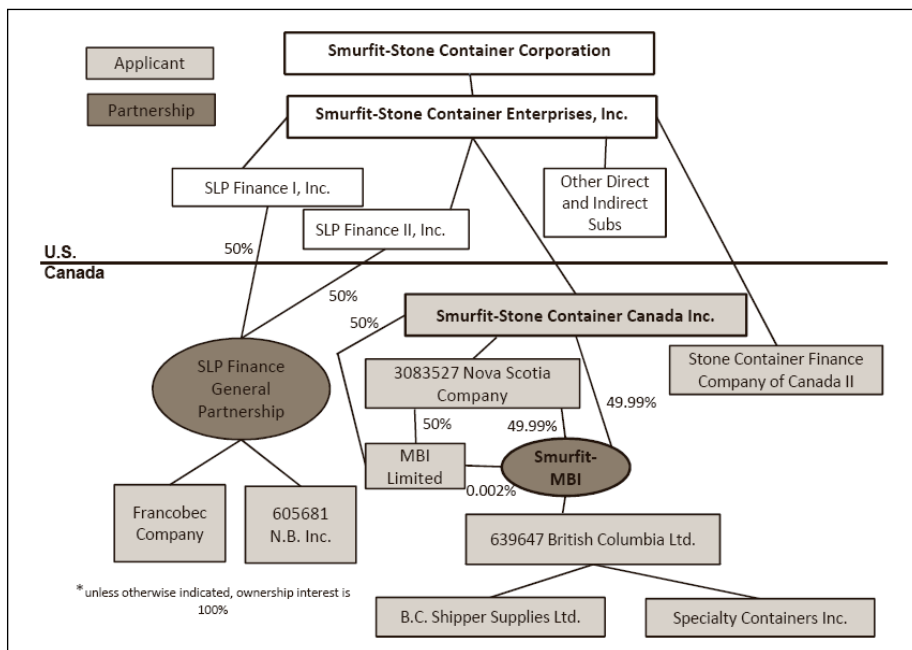 Applicant
Partnership
Smurfit-Stone Container Corporation
Smurfit-Stone Container Enterprises, Inc.
SLP Finance I, Inc.
SLP Finance II, Inc.
Other Direct
and Indirect
Subs
50%
U.S.
Canada
50%
50%
Smurfit-Stone Container Canada Inc.
SLP Finance
General
Partnership
3083527 Nova Scotia
Company
Stone Container Finance
Company of Canada II
49.99%
50%
49.99%
MBI
Limited
Smurfit-
MBI
0.002%
Francobec
Company
605681
N.B. Inc.
639647 British Columbia Ltd.
*unless otherwise indicated, ownership interest is
100%
B.C. Shipper Supplies Ltd.
Specialty Containers Inc.